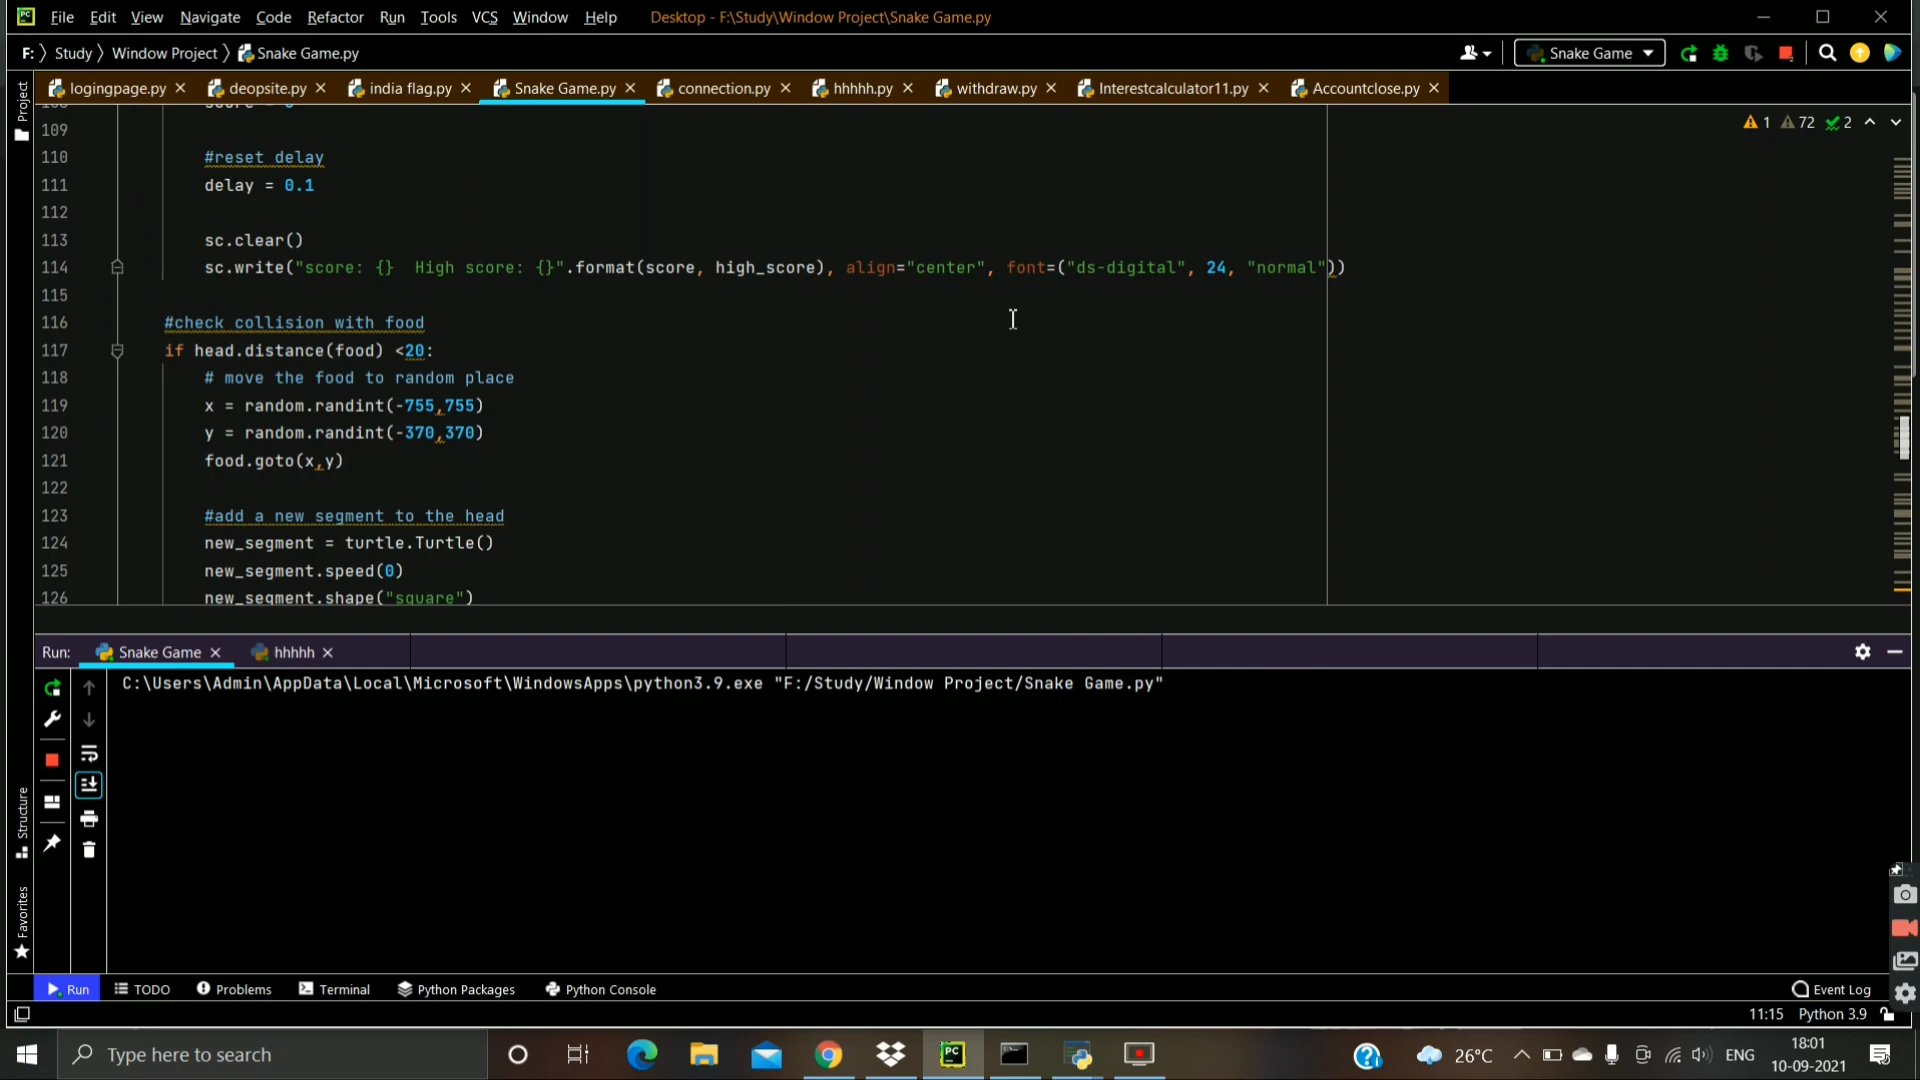 File Edit View Navigate Code Refactor Run Tools VCS Window Help Desktop - F:\Study\Window Project\Snake Game.py
F: Study Window Project Snake Game.py
Snake Game
Project
logingpage.py deopsite.py india flag.py Snake Game.py connection.py hhhhh.py withdraw.py Interestcalculator11.py Accountclose.py
1 72 2
109
110 #reset delay
111 delay = 0.1
112
113 sc.clear()
114 sc.write("score: {}  High score: {}".format(score, high_score), align="center", font=("ds-digital", 24, "normal"))
115
116 #check collision with food
117 if head.distance(food) <20:
118 # move the food to random place
119 x = random.randint(-755,755)
120 y = random.randint(-370,370)
121 food.goto(x,y)
122
123 #add a new segment to the head
124 new_segment = turtle.Turtle()
125 new_segment.speed(0)
126 new_segment.shape("square")
Run: Snake Game hhhhh
C:\Users\Admin\AppData\Local\Microsoft\WindowsApps\python3.9.exe "F:/Study/Window Project/Snake Game.py"
Structure
Favorites
Run TODO Problems Terminal Python Packages Python Console Event Log
11:15 Python 3.9
Type here to search
PC
26°C ENG
18:01
10-09-2021